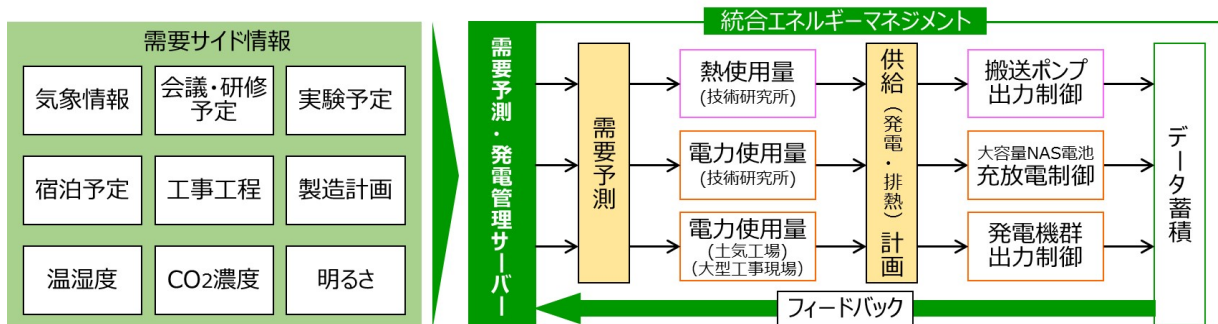 需要サイド情報
気象情報
会議・研修
予定
実験予定
宿泊予定
工事工程
製造計画
温湿度
CO2濃度
明るさ
需要予測・発電管理サーバー
統合エネルギーマネジメント
需要予測
熱使用量
(技術研究所)
電力使用量
(技術研究所)
電力使用量
(土気工場)
(大型工事現場)
供給(発電・排熱)計画
搬送ポンプ
出力制御
大容量NAS電池
充放電制御
発電機群
出力制御
データ蓄積
フィードバック